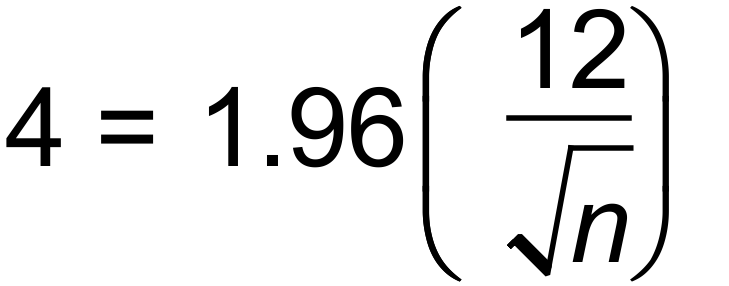 4 = 1.96(12/√n)